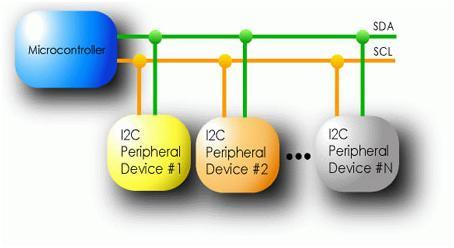 SDA
Microcontroller
SCL
I2C
Peripheral
Device #1
I2C
Peripheral
Device #2
I2C
Peripheral
Device #N